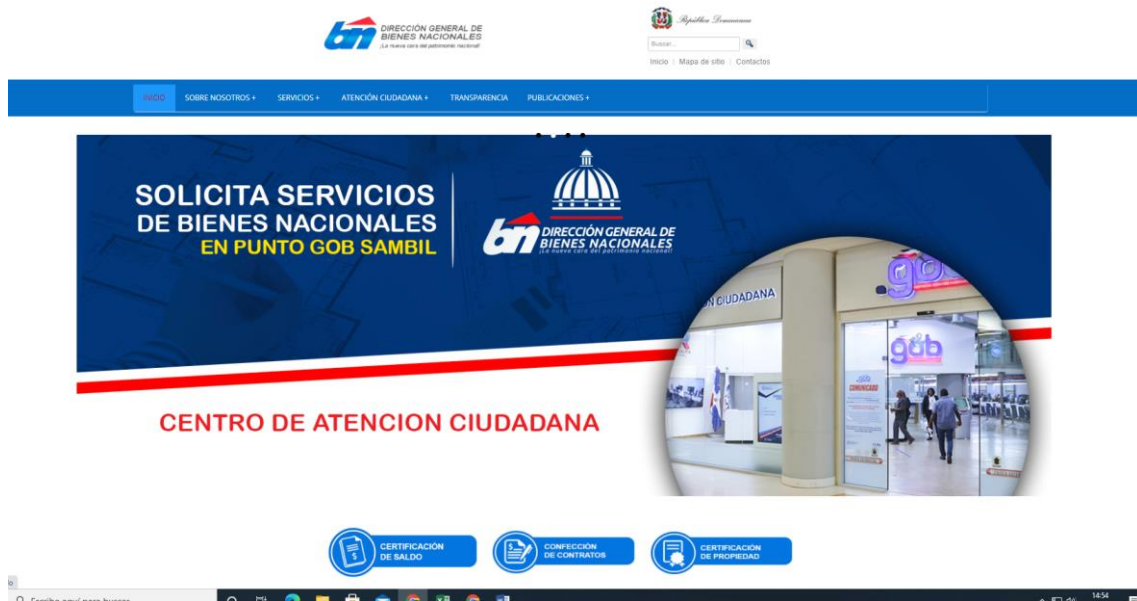 DIRECCIÓN GENERAL DE
BIENES NACIONALES
¡La nueva cara del patrimonio nacional!
República Dominicana
Buscar...
Inicio | Mapa de sitio | Contactos
INICIO SOBRE NOSOTROS + SERVICIOS + ATENCIÓN CIUDADANA + TRANSPARENCIA PUBLICACIONES +
SOLICITA SERVICIOS
DE BIENES NACIONALES
EN PUNTO GOB SAMBIL
bn
DIRECCIÓN GENERAL DE
BIENES NACIONALES
¡La nueva cara del patrimonio nacional!
N CIUDADANA
.gob
.gob
.gob
COMUNICADO
CENTRO DE ATENCION CIUDADANA
CERTIFICACIÓN
DE SALDO
CONFECCIÓN
DE CONTRATOS
CERTIFICACIÓN
DE PROPIEDAD
Escribe aquí para buscar
14:54